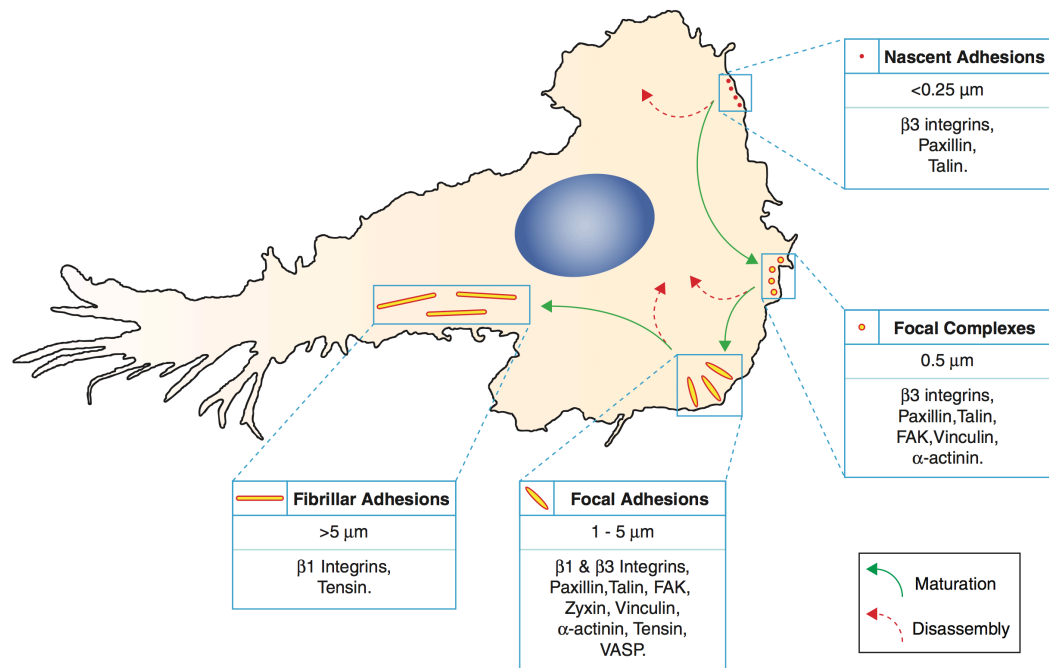 Nascent Adhesions
<0.25 μm
β3 integrins,
Paxillin,
Talin.
Focal Complexes
0.5 μm
β3 integrins,
Paxillin,Talin,
FAK,Vinculin,
α-actinin.
Fibrillar Adhesions
>5 μm
β1 Integrins,
Tensin.
Focal Adhesions
1 - 5 μm
β1 & β3 Integrins,
Paxillin,Talin, FAK,
Zyxin, Vinculin,
α-actinin, Tensin,
VASP.
Maturation
Disassembly